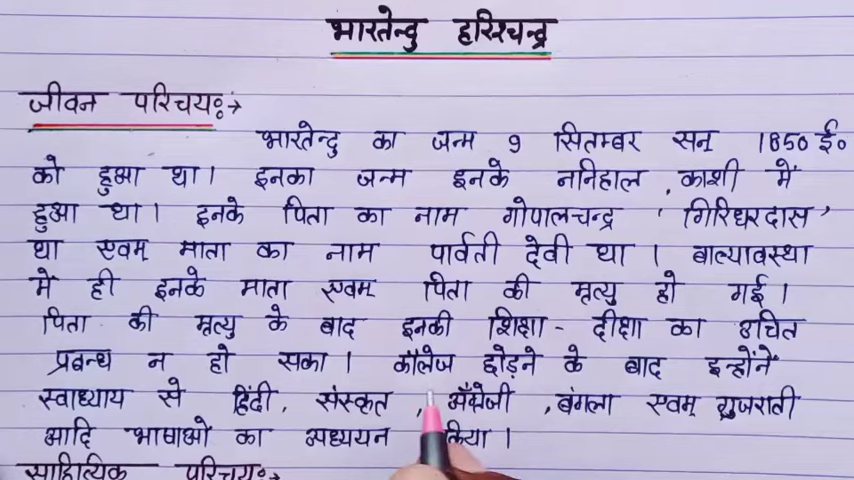 भारतेन्दु हरिश्चन्द्र
जीवन परिचय:→
भारतेन्दु का जन्म 9 सितम्बर सन् 1850 ई०
को हुआ था। इनका जन्म इनके ननिहाल , काशी में
हुआ था। इनके पिता का नाम गोपालचन्द्र ' गिरिधरदास '
था एवम् माता का नाम पार्वती देवी था । बाल्यावस्था
में ही इनके माता एवम् पिता की मृत्यु हो गई।
पिता की मृत्यु के बाद इनकी शिक्षा - दीक्षा का उचित
प्रबन्ध न हो सका। कॉलेज छोड़ने के बाद इन्होंने
स्वाध्याय से हिंदी, संस्कृत , अँग्रेजी , बंगला एवम् गुजराती
आदि भाषाओ का अध्ययन किया ।
साहित्यिक परिचय:→